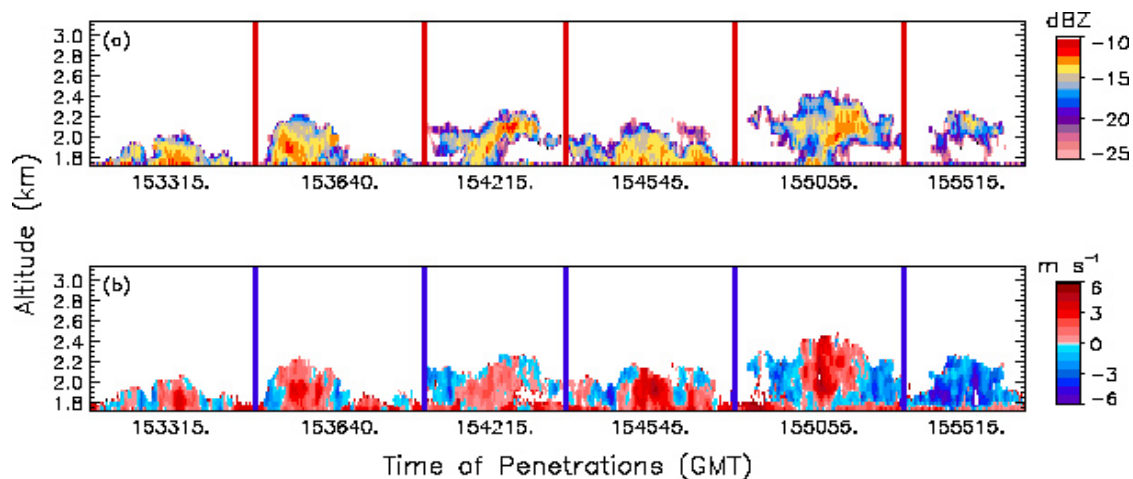 dBZ
(a)
3.0
2.8
2.6
2.4
2.2
2.0
1.8
-10
-15
-20
-25
153315. 153640. 154215. 154545. 155055. 155515.
Altitude (km)
m s⁻¹
(b)
3.0
2.8
2.6
2.4
2.2
2.0
1.8
6
3
0
-3
-6
153315. 153640. 154215. 154545. 155055. 155515.
Time of Penetrations (GMT)